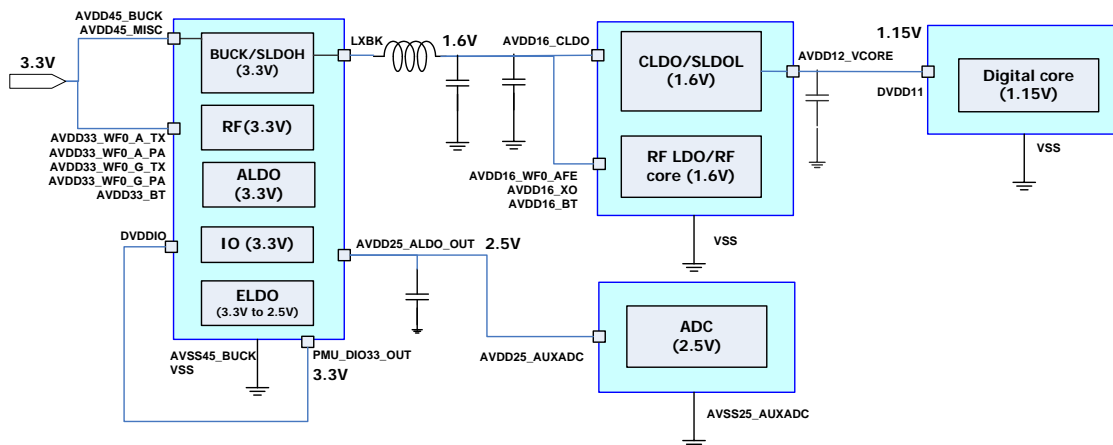 AVDD45_BUCK
AVDD45_MISC
3.3V
AVDD33_WF0_A_TX
AVDD33_WF0_A_PA
AVDD33_WF0_G_TX
AVDD33_WF0_G_PA
AVDD33_BT
DVDDIO
BUCK/SLDOH
(3.3V)
RF(3.3V)
ALDO
(3.3V)
IO (3.3V)
ELDO
(3.3V to 2.5V)
AVSS45_BUCK
VSS
PMU_DIO33_OUT
3.3V
LXBK
1.6V
AVDD16_CLDO
AVDD16_WF0_AFE
AVDD16_XO
AVDD16_BT
CLDO/SLDOL
(1.6V)
RF LDO/RF
core (1.6V)
VSS
AVDD25_ALDO_OUT
2.5V
AVDD25_AUXADC
ADC
(2.5V)
AVSS25_AUXADC
AVDD12_VCORE
1.15V
DVDD11
Digital core
(1.15V)
VSS